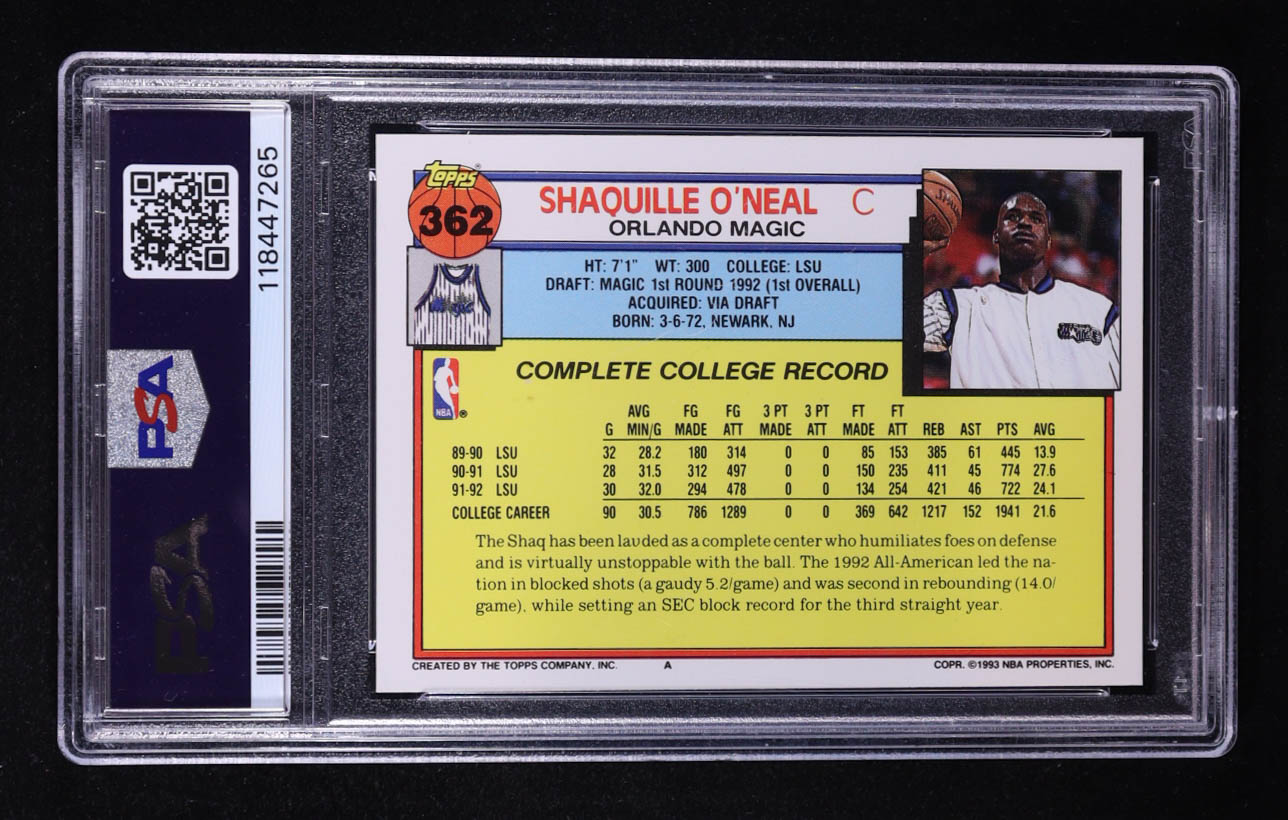 118447265
PSA
PSA
Topps
362
SHAQUILLE O'NEAL C
ORLANDO MAGIC
HT: 7'1" WT: 300 COLLEGE: LSU
DRAFT: MAGIC 1st ROUND 1992 (1st OVERALL)
ACQUIRED: VIA DRAFT
BORN: 3-6-72, NEWARK, NJ
MAGIC
MAGIC
NBA
COMPLETE COLLEGE RECORD
AVG FG FG 3 PT 3 PT FT FT
G MIN/G MADE ATT MADE ATT MADE ATT REB AST PTS AVG
89-90 LSU 32 28.2 180 314 0 0 85 153 385 61 445 13.9
90-91 LSU 28 31.5 312 497 0 0 150 235 411 45 774 27.6
91-92 LSU 30 32.0 294 478 0 0 134 254 421 46 722 24.1
COLLEGE CAREER 90 30.5 786 1289 0 0 369 642 1217 152 1941 21.6
The Shaq has been lauded as a complete center who humiliates foes on defense
and is virtually unstoppable with the ball. The 1992 All-American led the na-
tion in blocked shots (a gaudy 5.2/game) and was second in rebounding (14.0/
game), while setting an SEC block record for the third straight year.
CREATED BY THE TOPPS COMPANY, INC. A COPR. ©1993 NBA PROPERTIES, INC.